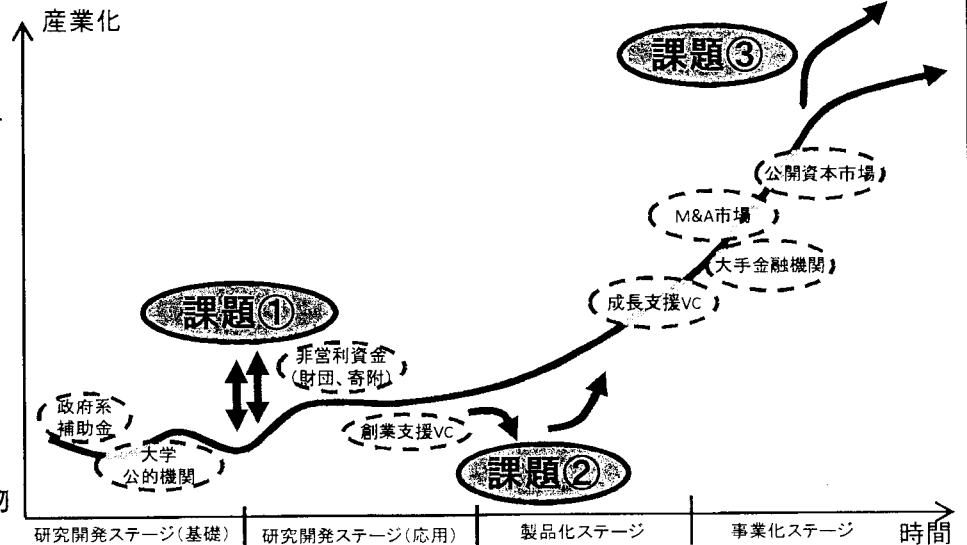 産業化
課題③
公開資本市場
M&A市場
大手金融機関
成長支援VC
課題①
非営利資金
(財団、寄附)
政府系
補助金
大学
公的機関
創業支援VC
課題②
物
研究開発ステージ(基礎)
研究開発ステージ(応用)
製品化ステージ
事業化ステージ
時間